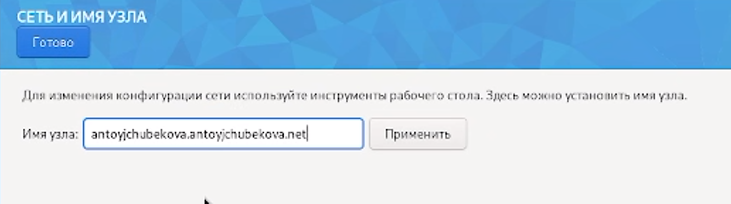 СЕТЬ И ИМЯ УЗЛА
Готово
Для изменения конфигурации сети используйте инструменты рабочего стола. Здесь можно установить имя узла.
Имя узла: antoyjchubekova.antoyjchubekova.net Применить